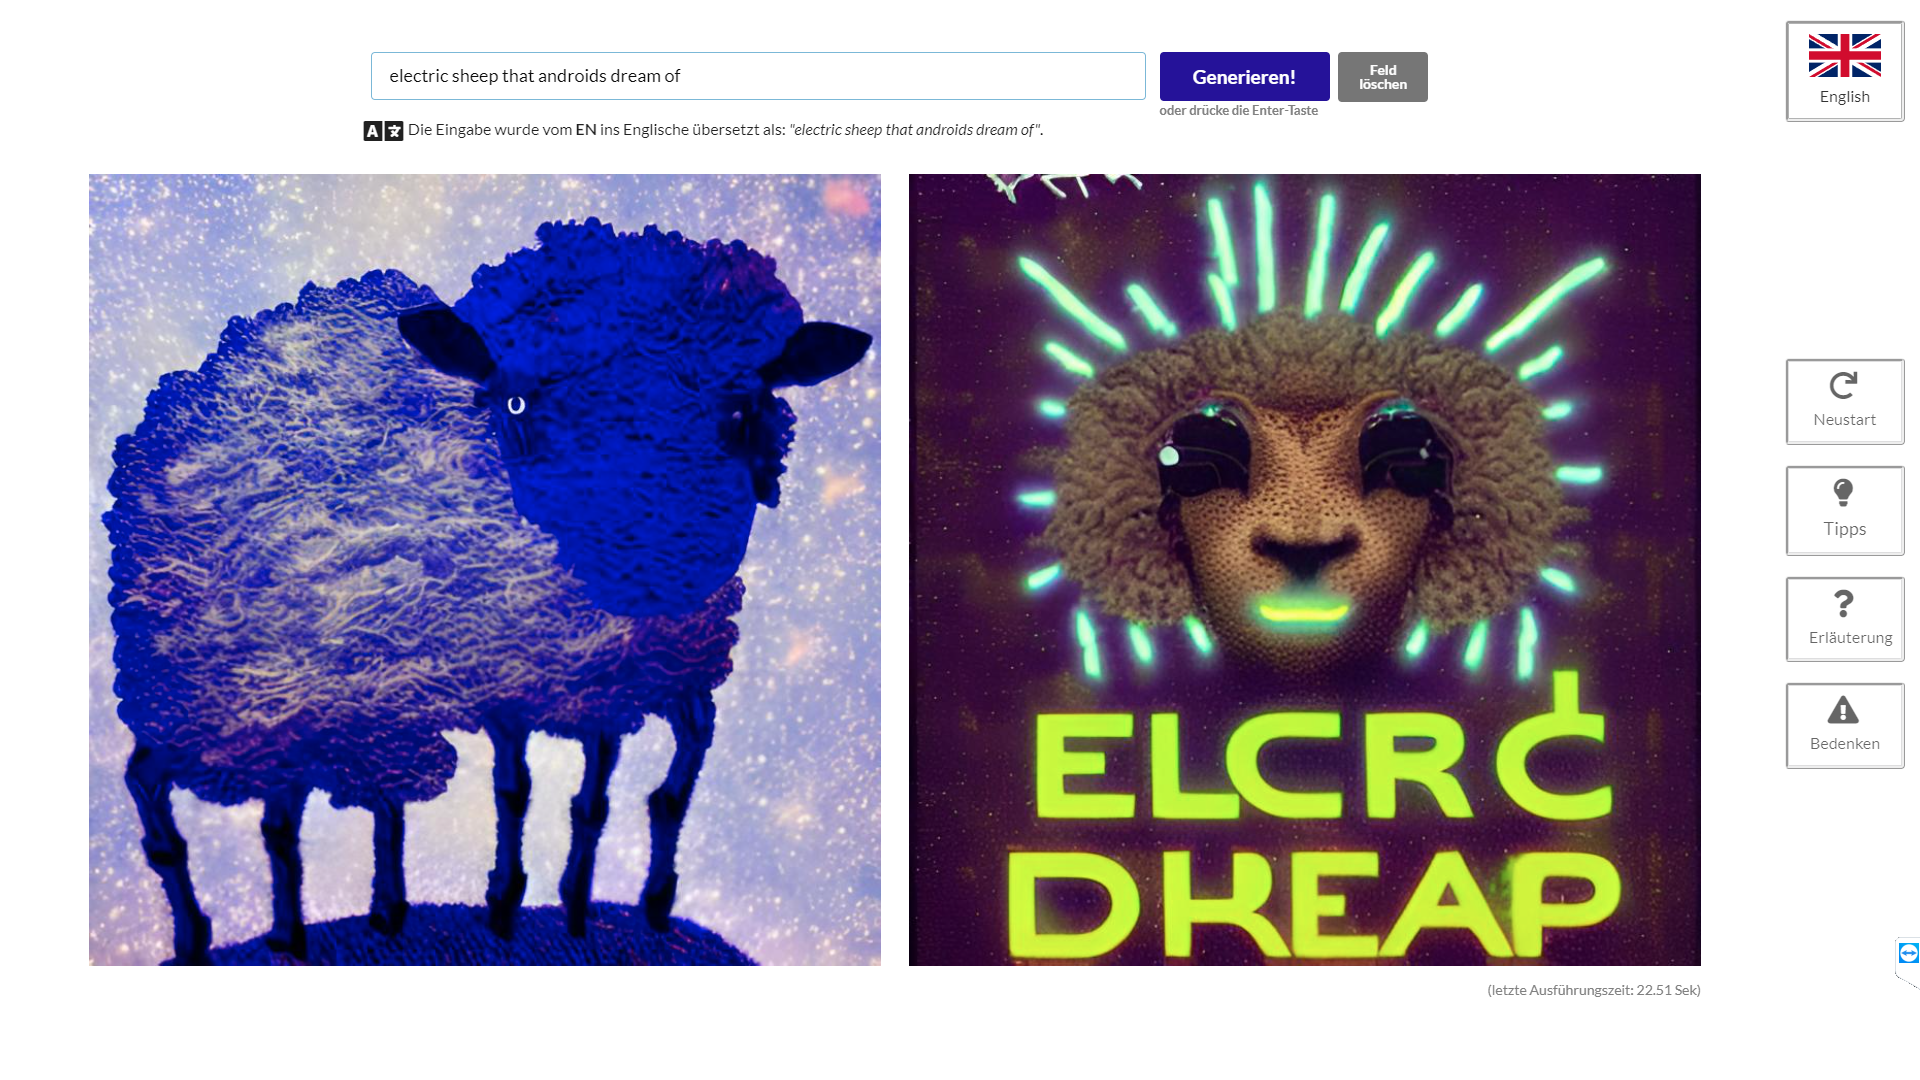 electric sheep that androids dream of
Generieren!
Feld
löschen
oder drücke die Enter-Taste
English
A Die Eingabe wurde vom EN ins Englische übersetzt als: "electric sheep that androids dream of".
Neustart
Tipps
Erläuterung
Bedenken
ELCRĊ
DKEAP
(letzte Ausführungszeit: 22.51 Sek)